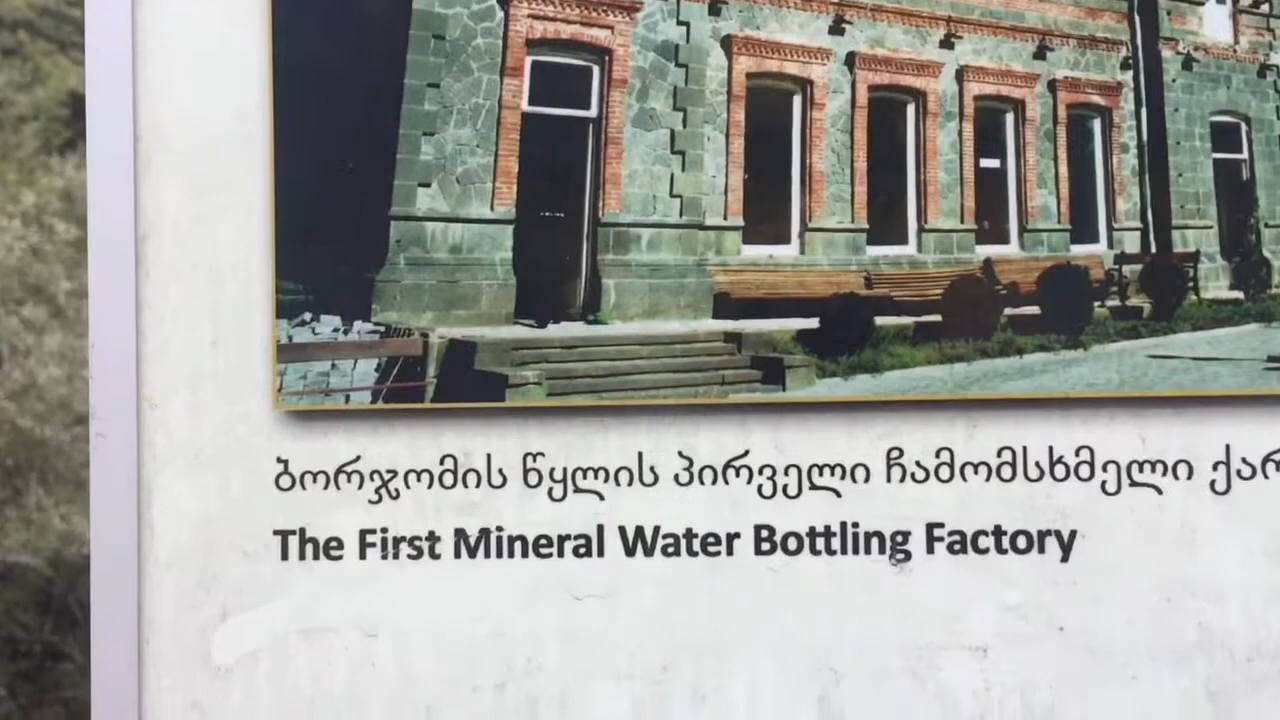 ბორჯომის წყლის პირველი ჩამომსხმელი
The First Mineral Water Bottling Factory